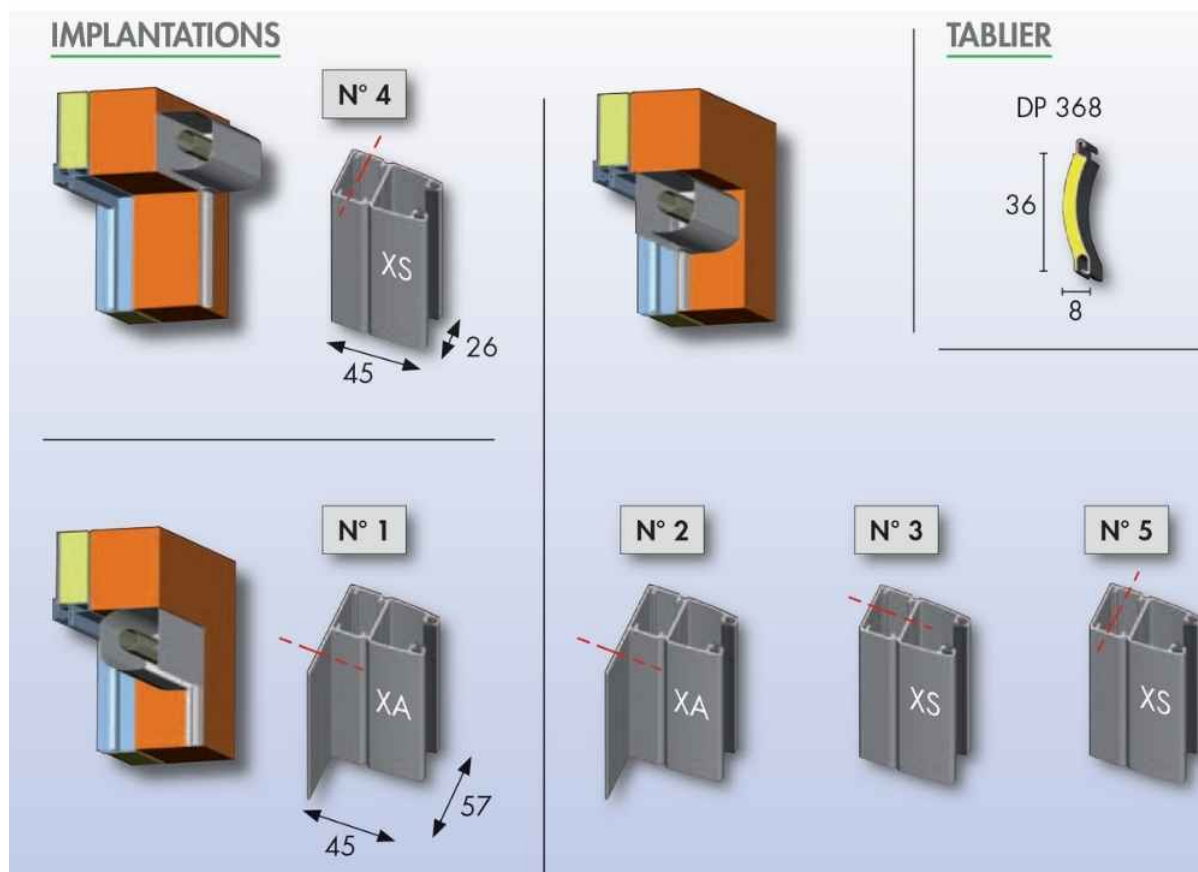 IMPLANTATIONS
TABLIER
N° 4
XS
45
26
DP 368
36
8
N° 1
XA
45
57
N° 2
XA
N° 3
XS
N° 5
XS